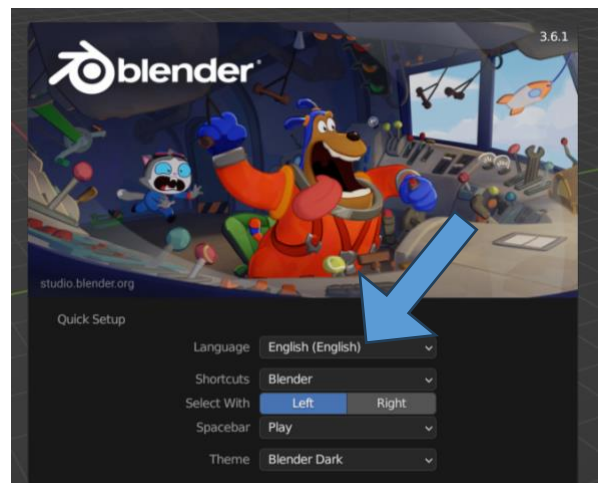 3.6.1
blender
studio.blender.org
Quick Setup
Language English (English)
Shortcuts Blender
Select With Left Right
Spacebar Play
Theme Blender Dark